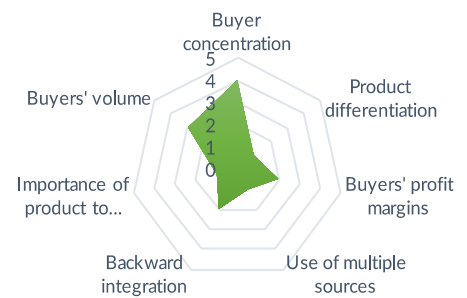 Buyer
concentration
5
4
3
2
1
0
Product
differentiation
Buyers' profit
margins
Use of multiple
sources
Backward
integration
Importance of
product to...
Buyers' volume